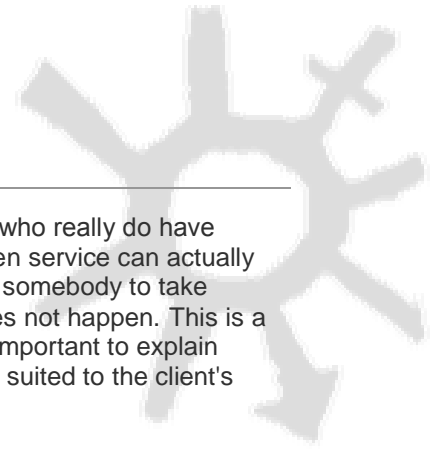 who really do have
en service can actually
somebody to take
es not happen. This is a
mportant to explain
suited to the client's